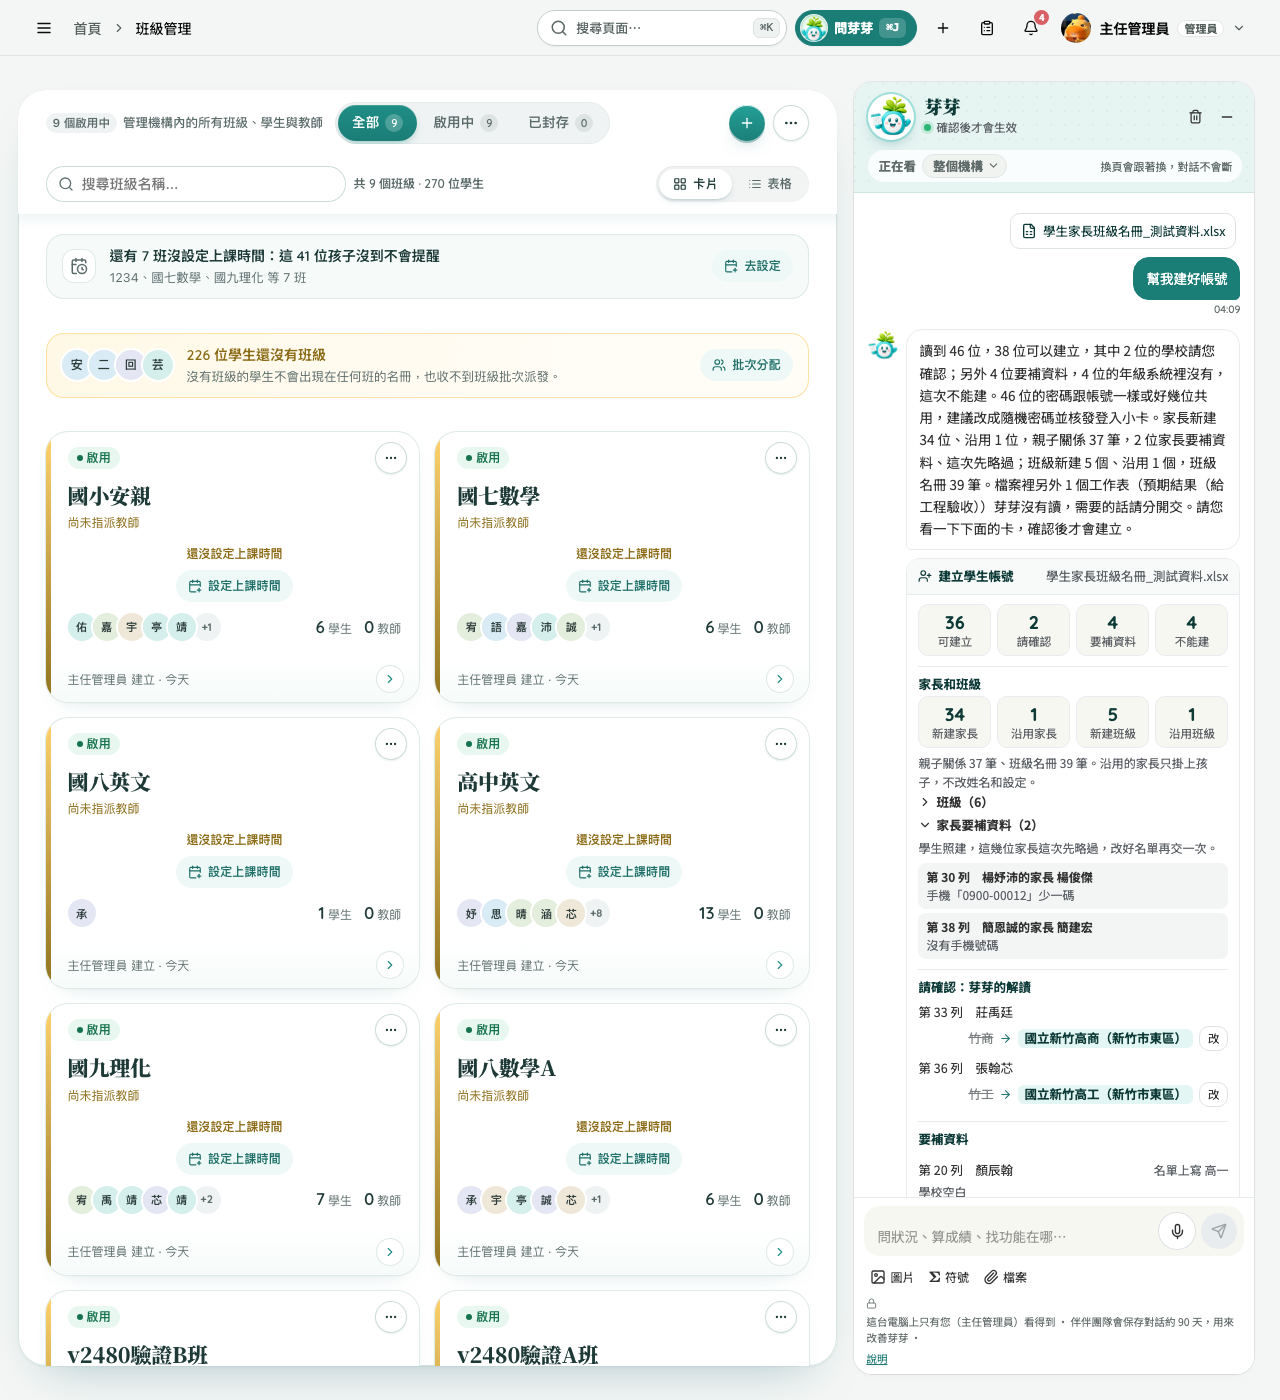 首頁 > 班級管理
搜尋頁面⋯ ⌘K
問芽芽 ⌘J
4
主任管理員 管理員
9 個啟用中 管理機構內的所有班級、學生與教師
全部 9 啟用中 9 已封存 0
搜尋班級名稱...
共 9 個班級 · 270 位學生
卡片 表格
還有 7 班沒設定上課時間：這 41 位孩子沒到不會提醒
1234、國七數學、國九理化 等 7 班
去設定
安 二 回 芸
226 位學生還沒有班級
沒有班級的學生不會出現在任何班的名冊，也收不到班級批次派發。
批次分配
啟用
國小安親
尚未指派教師
還沒設定上課時間
設定上課時間
佑 嘉 宇 亭 靖 +1
6 學生 0 教師
主任管理員 建立 · 今天
啟用
國七數學
尚未指派教師
還沒設定上課時間
設定上課時間
宥 語 嘉 沛 誠 +1
6 學生 0 教師
主任管理員 建立 · 今天
啟用
國八英文
尚未指派教師
還沒設定上課時間
設定上課時間
承
1 學生 0 教師
主任管理員 建立 · 今天
啟用
高中英文
尚未指派教師
還沒設定上課時間
設定上課時間
妤 思 晴 涵 芯 +8
13 學生 0 教師
主任管理員 建立 · 今天
啟用
國九理化
尚未指派教師
還沒設定上課時間
設定上課時間
宥 禹 靖 芯 靖 +2
7 學生 0 教師
主任管理員 建立 · 今天
啟用
國八數學A
尚未指派教師
還沒設定上課時間
設定上課時間
承 宇 亭 誠 芯 +1
6 學生 0 教師
主任管理員 建立 · 今天
啟用
v2480驗證B班
啟用
v2480驗證A班
芽芽
確認後才會生效
正在看 整個機構
換頁會跟著換，對話不會斷
學生家長班級名冊_測試資料.xlsx
幫我建好帳號
04:09
讀到 46 位，38 位可以建立，其中 2 位的學校請您
確認；另外 4 位要補資料，4 位的年級系統裡沒有，
這次不能建。46 位的密碼跟帳號一樣或好幾位共
用，建議改成隨機密碼並核發登入小卡。家長新建
34 位、沿用 1 位，親子關係 37 筆，2 位家長要補資
料、這次先略過；班級新建 5 個、沿用 1 個，班級
名冊 39 筆。檔案裡另外 1 個工作表（預期結果（給
工程驗收））芽芽沒有讀，需要的話請分開交。請您
看一下下面的卡，確認後才會建立。
建立學生帳號 學生家長班級名冊_測試資料.xlsx
36 2 4 4
可建立 請確認 要補資料 不能建
家長和班級
34 1 5 1
新建家長 沿用家長 新建班級 沿用班級
親子關係 37 筆、班級名冊 39 筆。沿用的家長只掛上孩
子，不改姓名和設定。
班級（6）
家長要補資料（2）
學生照建，這幾位家長這次先略過，改好名單再交一次。
第 30 列 楊妤沛的家長 楊俊傑
手機「0900-00012」少一碼
第 38 列 簡恩誠的家長 簡建宏
沒有手機號碼
請確認：芽芽的解讀
第 33 列 莊禹廷
竹商 → 國立新竹高商（新竹市東區） 改
第 36 列 張翰芯
竹工 → 國立新竹高工（新竹市東區） 改
要補資料
第 20 列 顏辰翰 名單上寫 高一
學校空白
問狀況、算成績、找功能在哪⋯
圖片 符號 檔案
這台電腦上只有您（主任管理員）看得到 · 伴伴團隊會保存對話約 90 天，用來
改善芽芽 ·
說明